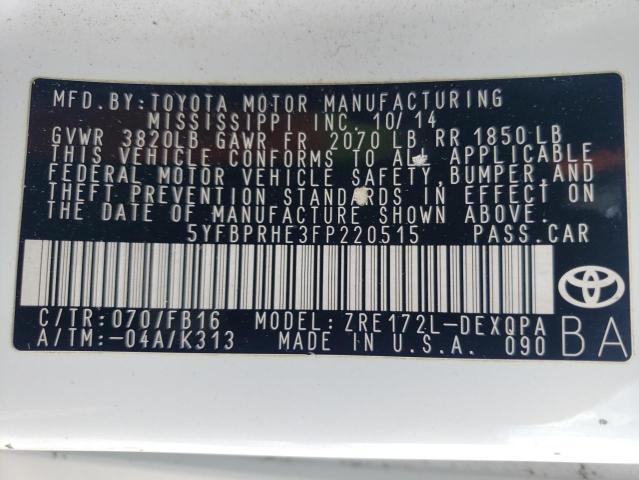 MFD. BY: TOYOTA MOTOR MANUFACTURING
MISSISSIPPI INC. 10/14
GVWR 3820LB GAWR FR 2070 LB RR 1850 LB
THIS VEHICLE CONFORMS TO ALL APPLICABLE
FEDERAL MOTOR VEHICLE SAFETY, BUMPER, AND
THEFT PREVENTION STANDARDS IN EFFECT ON
THE DATE OF MANUFACTURE SHOWN ABOVE.
5YFBPRHE3FP220515 PASS. CAR
C/TR: 070/FB16 MODEL: ZRE172L-DEXQPA
A/TM: -04A/K313 MADE IN U.S.A. 090
BA